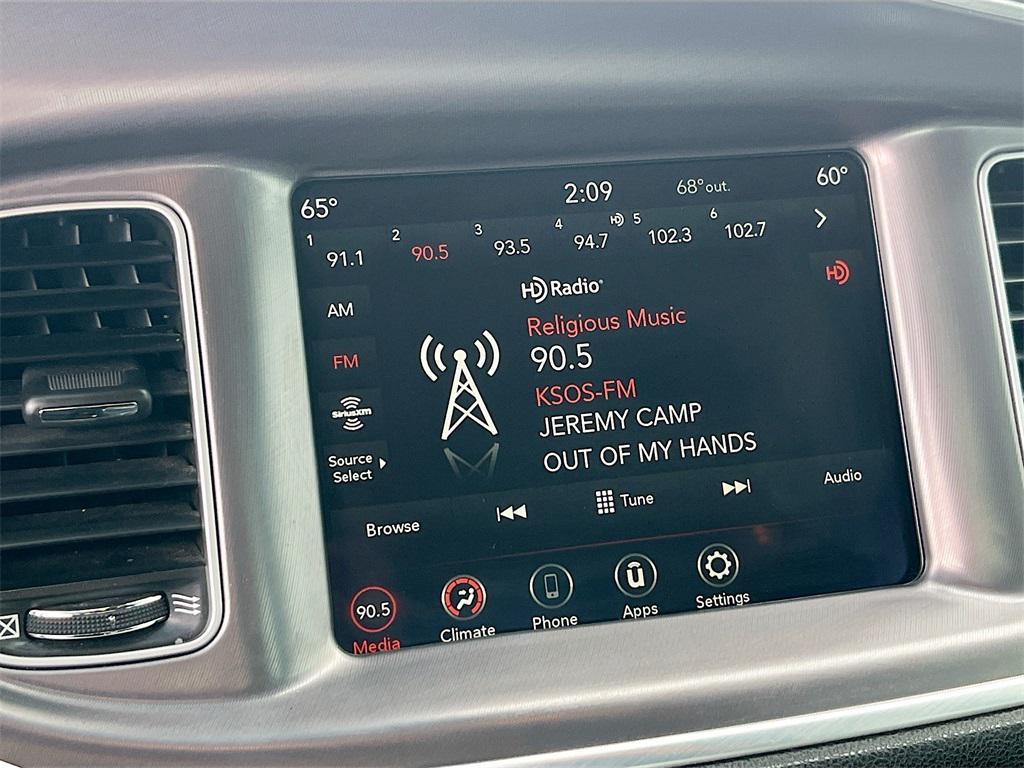 65° 2:09 68° out. 60°
1 91.1 2 90.5 3 93.5 4 94.7 HD 5 102.3 6 102.7
HD Radio
AM
Religious Music
90.5
FM
KSOS-FM
SiriusXM
JEREMY CAMP
OUT OF MY HANDS
Source
Select
Browse Tune Audio
90.5
Media Climate Phone Apps Settings